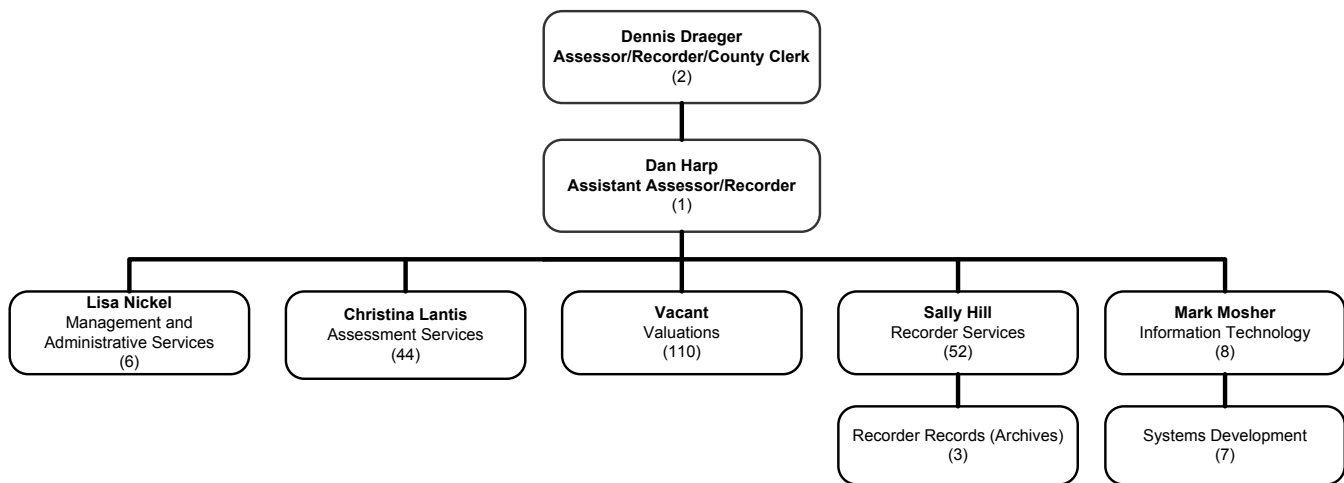 Dennis Draeger
Assessor/Recorder/County Clerk
(2)
Dan Harp
Assistant Assessor/Recorder
(1)
Lisa Nickel
Management and
Administrative Services
(6)
Christina Lantis
Assessment Services
(44)
Vacant
Valuations
(110)
Sally Hill
Recorder Services
(52)
Mark Mosher
Information Technology
(8)
Recorder Records (Archives)
(3)
Systems Development
(7)